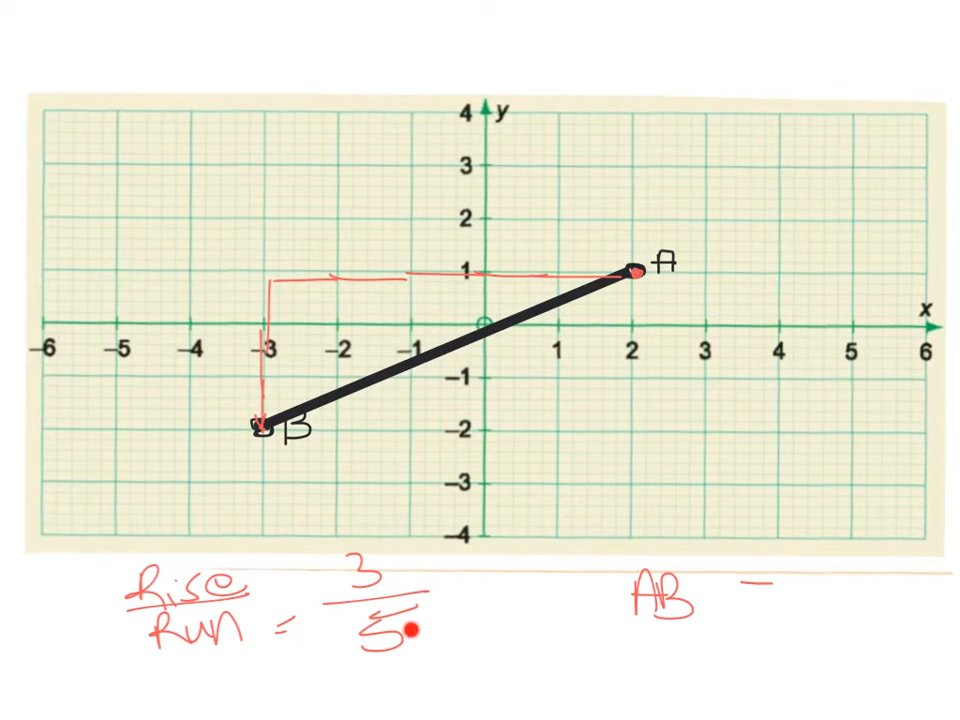 4 y
3
2
1 A
x
–6 –5 –4 –3 –2 –1 1 2 3 4 5 6
–1
B –2
–3
–4
Rise 3 AB =
Run = 5